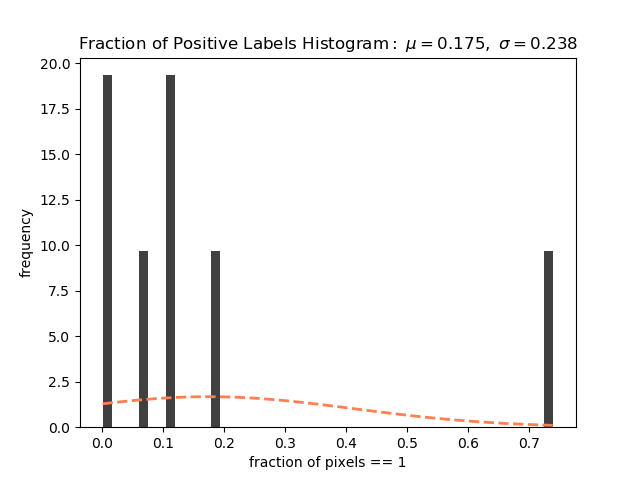 Fraction of Positive Labels Histogram: μ = 0.175, σ = 0.238
20.0
17.5
15.0
12.5
10.0
7.5
5.0
2.5
0.0
frequency
0.0 0.1 0.2 0.3 0.4 0.5 0.6 0.7
fraction of pixels == 1